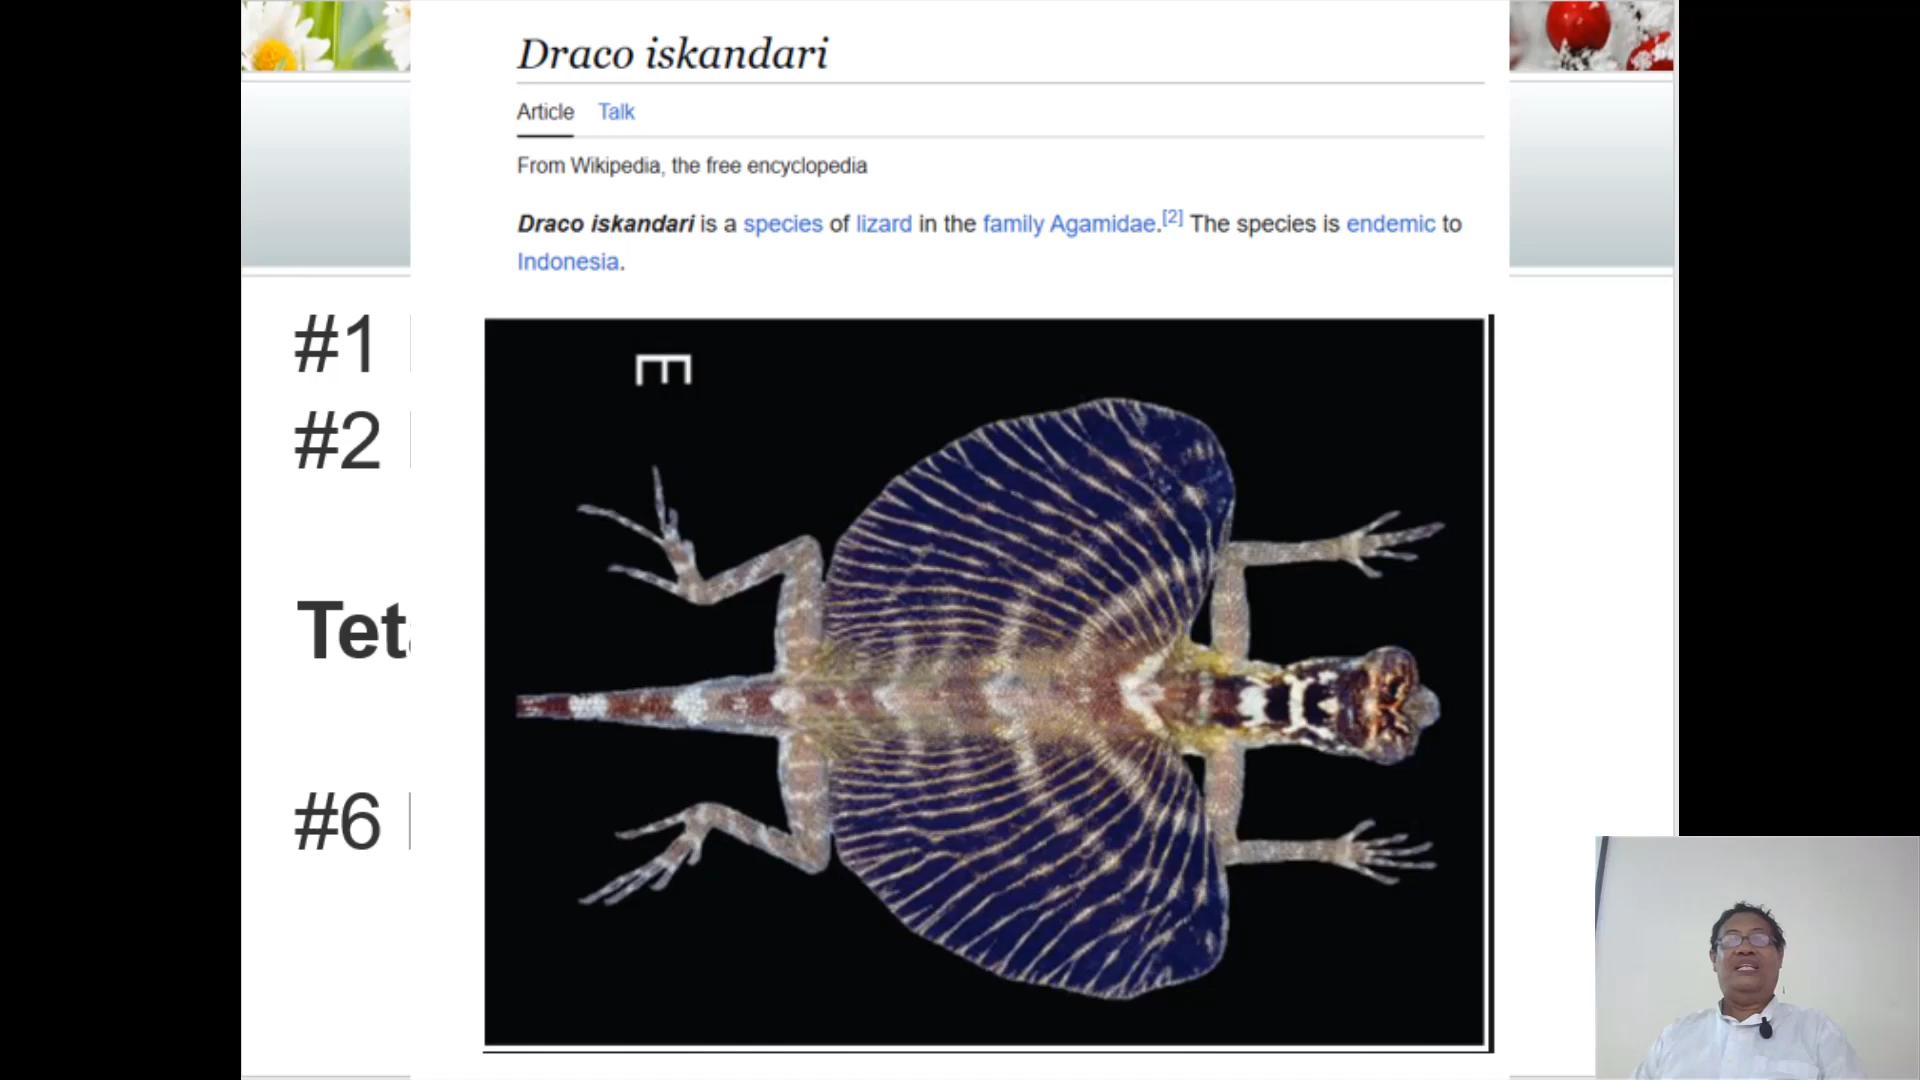 Draco iskandari
Article Talk
From Wikipedia, the free encyclopedia
Draco iskandari is a species of lizard in the family Agamidae.[2] The species is endemic to
Indonesia.
E
#1
#2
#6